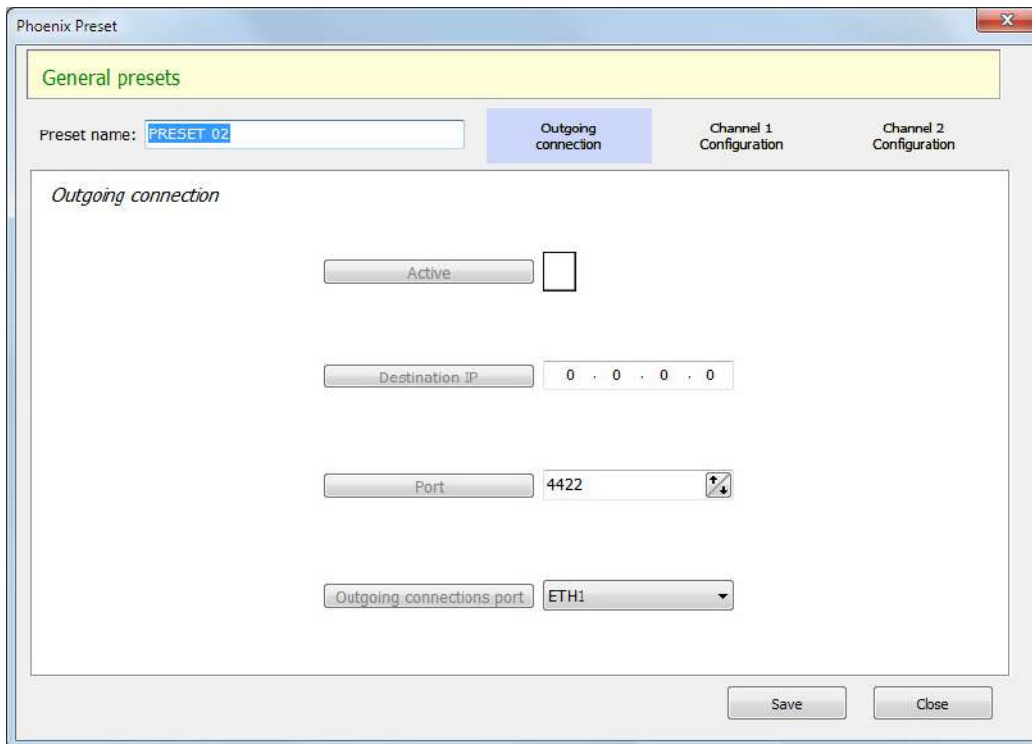 Phoenix Preset
General presets
Preset name: PRESET 02
Outgoing
connection
Channel 1
Configuration
Channel 2
Configuration
Outgoing connection
Active
Destination IP 0 . 0 . 0 . 0
Port 4422
Outgoing connections port ETH1
Save Close